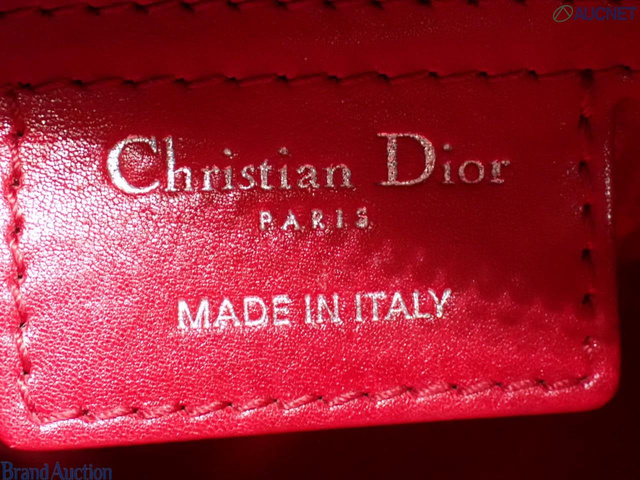 AUCNET
Christian Dior
PARIS
MADE IN ITALY
Brand Auction